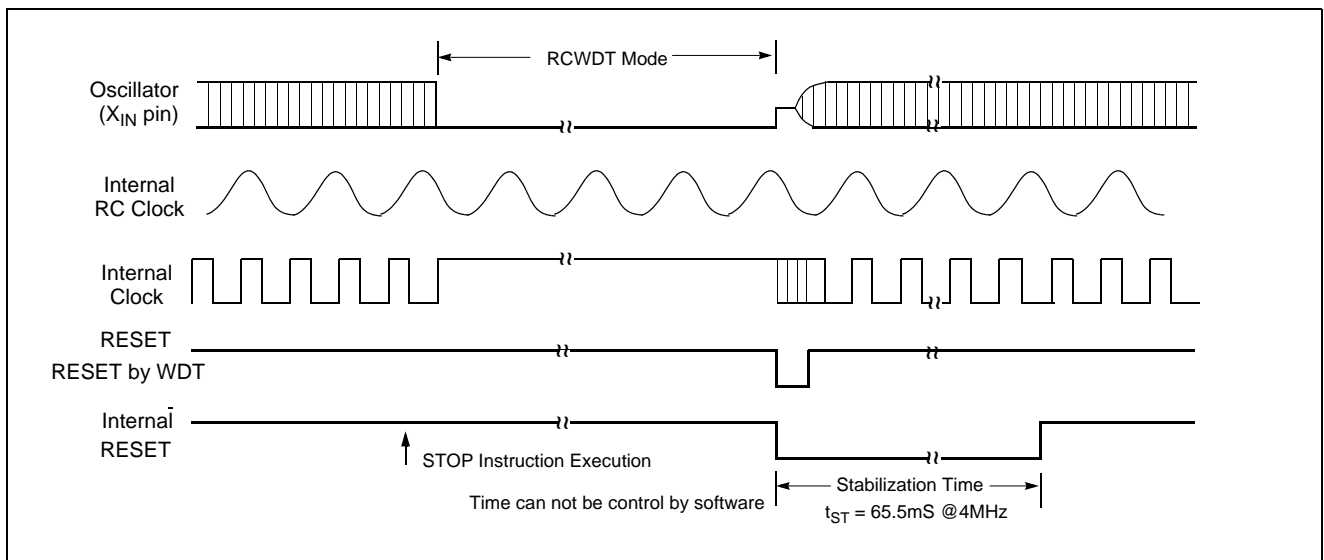 RCWDT Mode
Oscillator
(XIN pin)
Internal
RC Clock
Internal
Clock
RESET
RESET by WDT
Internal
RESET
STOP Instruction Execution
Time can not be control by software
Stabilization Time
tST = 65.5mS @4MHz